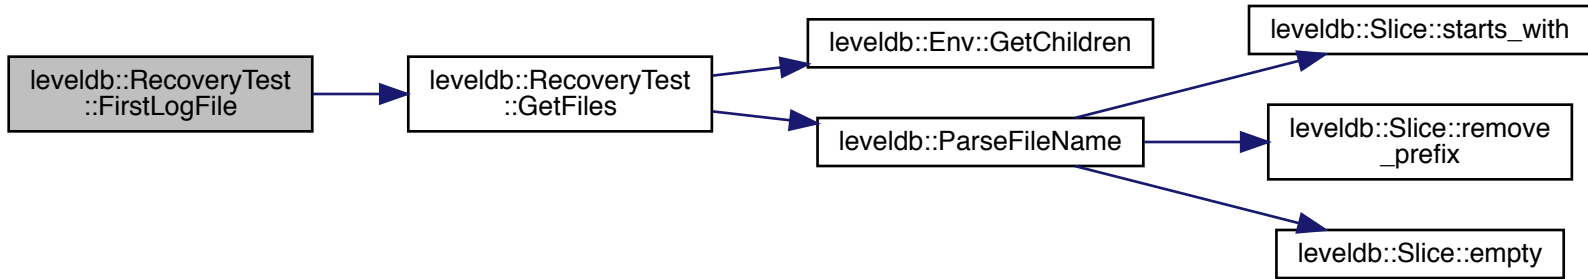 leveldb::RecoveryTest
::FirstLogFile
leveldb::RecoveryTest
::GetFiles
leveldb::Env::GetChildren
leveldb::ParseFileName
leveldb::Slice::starts_with
leveldb::Slice::remove
_prefix
leveldb::Slice::empty